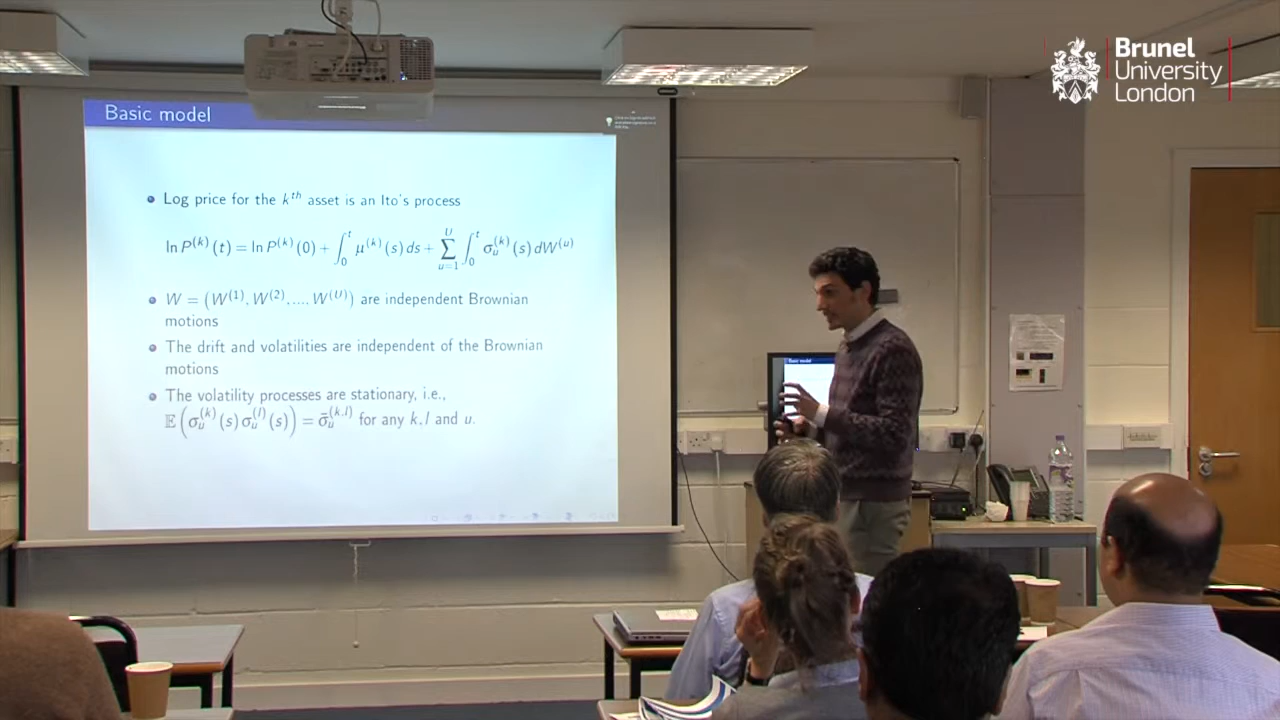 Brunel
University
London
Basic model
Log price for the k^{th} asset is an Ito's process
ln P^{(k)}(t) = ln P^{(k)}(0) + ∫_0^t μ^{(k)}(s) ds + ∑_{u=1}^U ∫_0^t σ_u^{(k)}(s) dW^{(u)}
W = (W^{(1)}, W^{(2)}, .... W^{(U)}) are independent Brownian
motions
The drift and volatilities are independent of the Brownian
motions
The volatility processes are stationary, i.e.,
𝔼(σ_u^{(k)}(s) σ_u^{(l)}(s)) = σ̄_u^{(k,l)} for any k, l and u.
Basic model